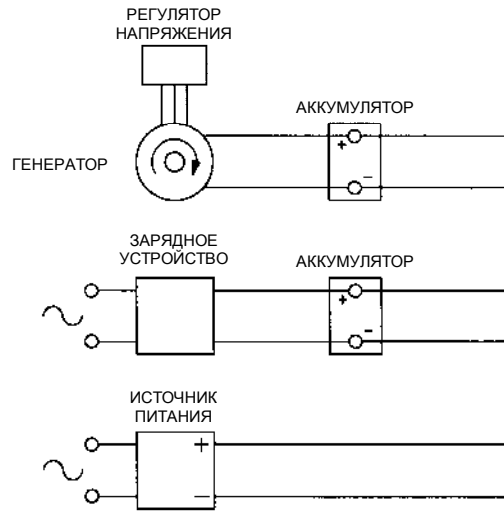 РЕГУЛЯТОР
НАПРЯЖЕНИЯ
АККУМУЛЯТОР
+
−
ГЕНЕРАТОР
ЗАРЯДНОЕ
УСТРОЙСТВО
АККУМУЛЯТОР
+
−
ИСТОЧНИК
ПИТАНИЯ
+
−